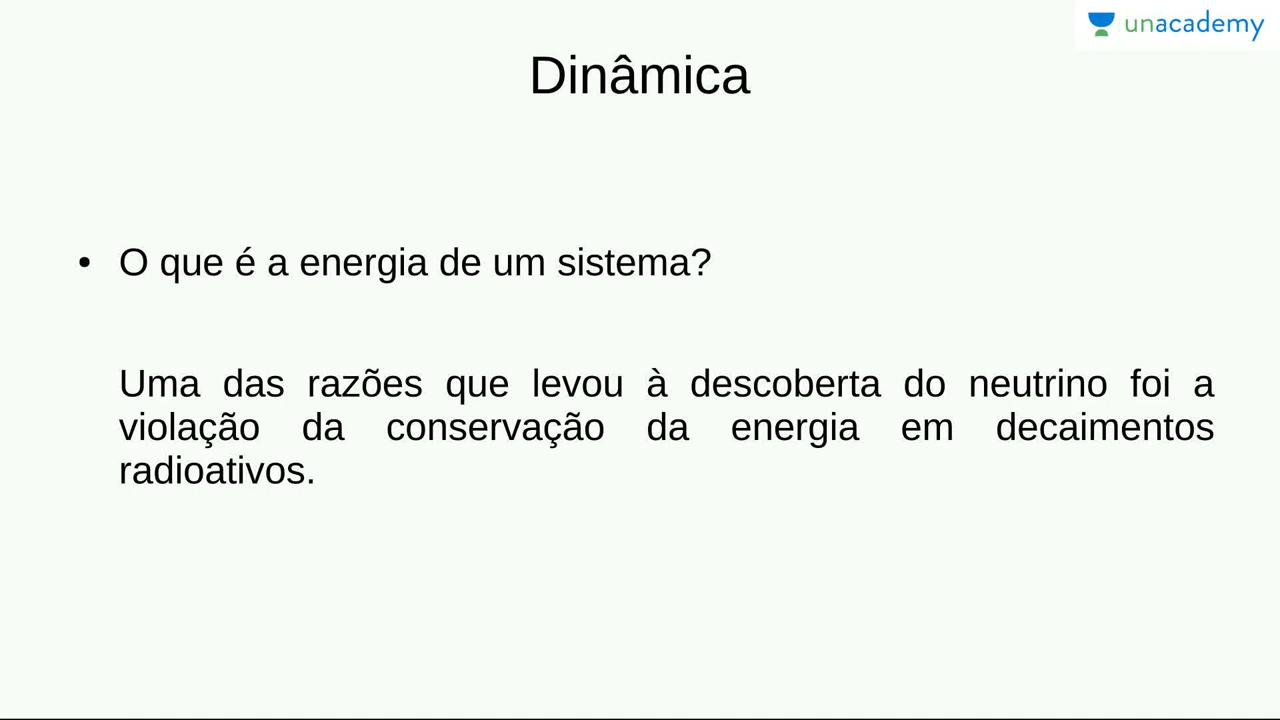 unacademy
Dinâmica
• O que é a energia de um sistema?
Uma das razões que levou à descoberta do neutrino foi a
violação da conservação da energia em decaimentos
radioativos.